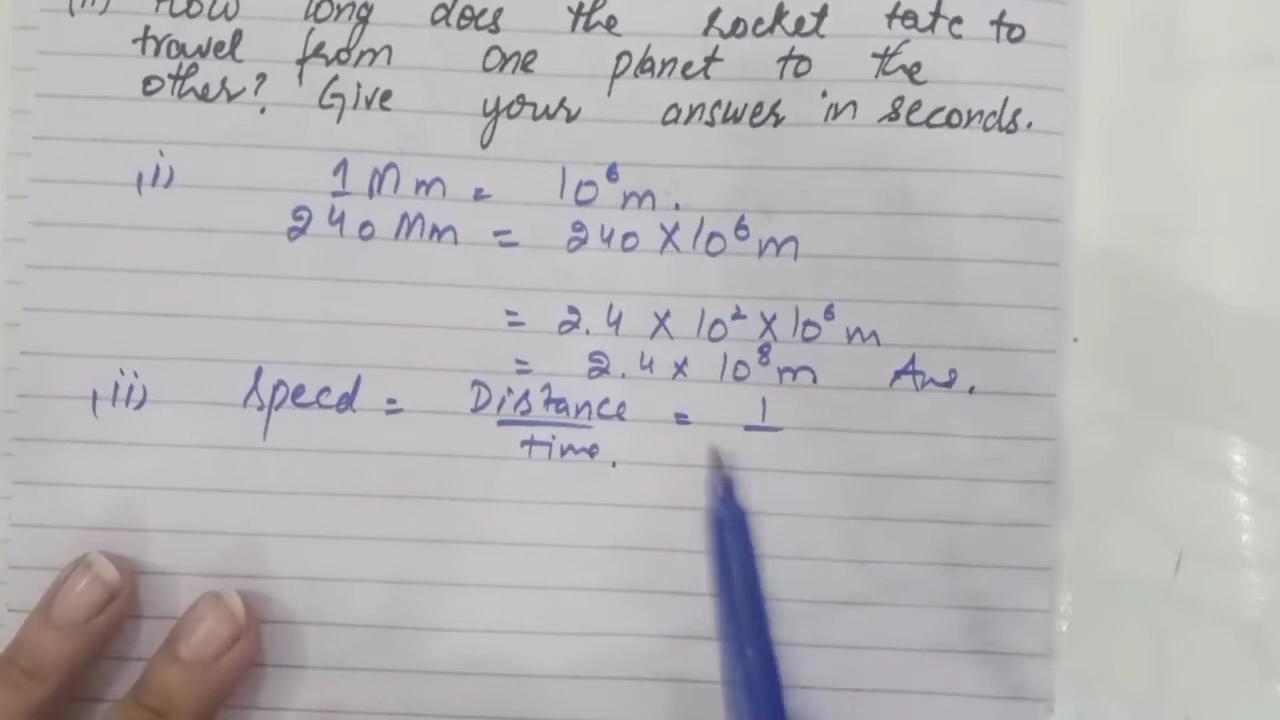 (ii) How long does the rocket take to
travel from one planet to the
other? Give your answer in seconds.
(i) 1 Mm = 10⁶ m.
240 Mm = 240 × 10⁶ m
= 2.4 × 10² × 10⁶ m
= 2.4 × 10⁸ m Ans.
(ii) Speed = Distance / time. = 1